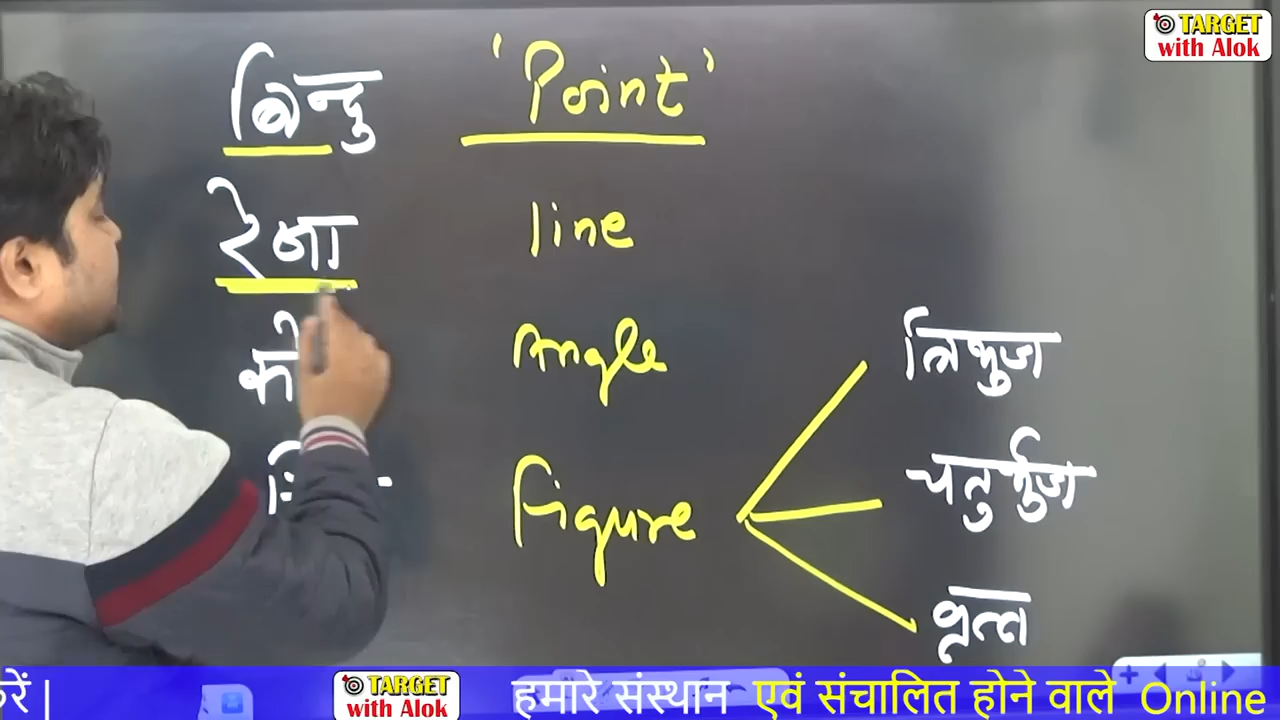 TARGET
with Alok
बिन्दु 'Point'
रेखा line
Angle
Figure
त्रिभुज
चतुर्भुज
वृत्त
करें |
TARGET
with Alok
हमारे संस्थान एवं संचालित होने वाले Online